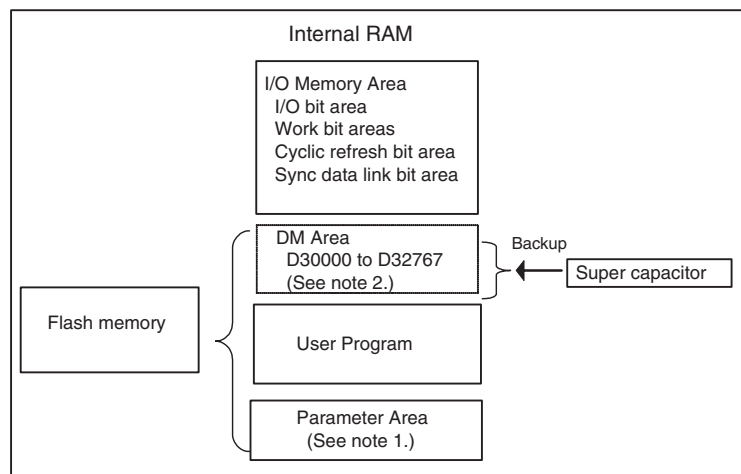 Internal RAM
I/O Memory Area
I/O bit area
Work bit areas
Cyclic refresh bit area
Sync data link bit area
DM Area
D30000 to D32767
(See note 2.)
Backup
Super capacitor
Flash memory
User Program
Parameter Area
(See note 1.)